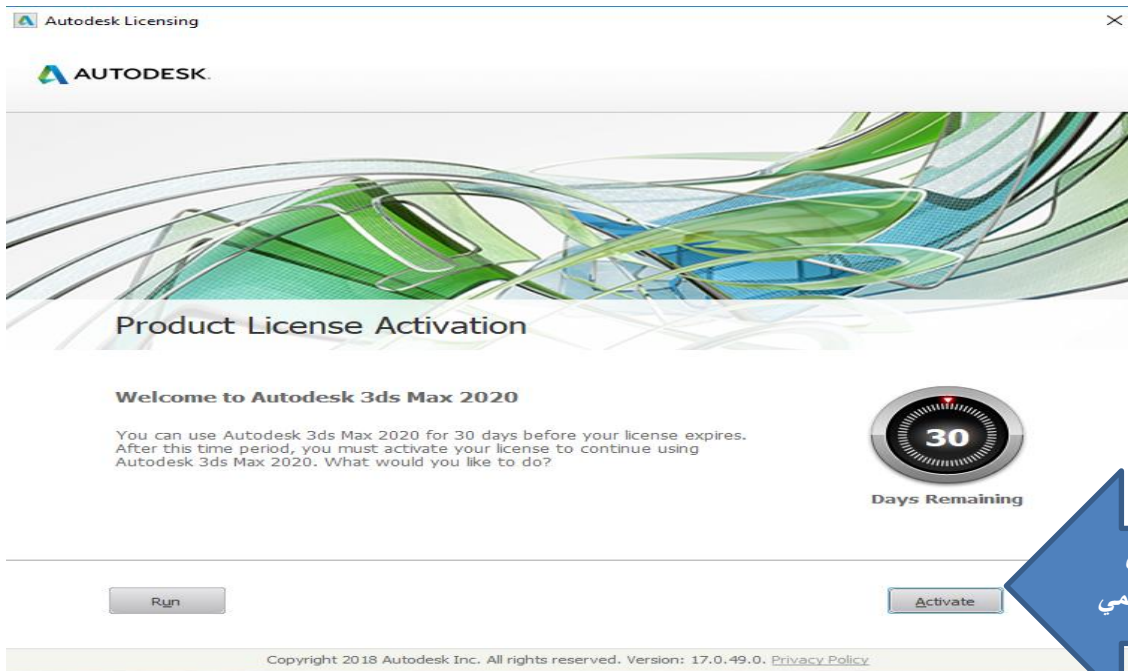 Autodesk Licensing
AUTODESK.
Product License Activation
Welcome to Autodesk 3ds Max 2020
You can use Autodesk 3ds Max 2020 for 30 days before your license expires.
After this time period, you must activate your license to continue using
Autodesk 3ds Max 2020. What would you like to do?
30
Days Remaining
Run
Activate
Copyright 2018 Autodesk Inc. All rights reserved. Version: 17.0.49.0. Privacy Policy